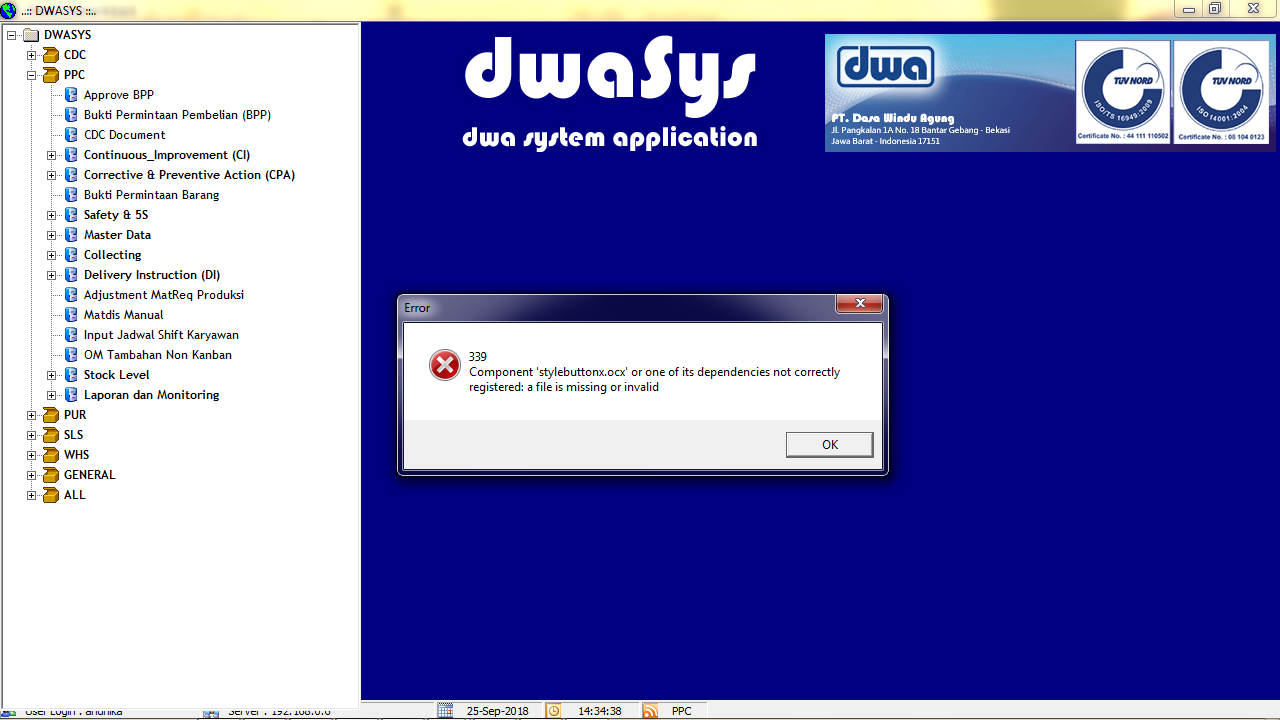 ..:: DWASYS ::..
DWASYS
CDC
PPC
Approve BPP
Bukti Permintaan Pembelian (BPP)
CDC Document
Continuous_Improvement (CI)
Corrective & Preventive Action (CPA)
Bukti Permintaan Barang
Safety & 5S
Master Data
Collecting
Delivery Instruction (DI)
Adjustment MatReq Produksi
Matdis Manual
Input Jadwal Shift Karyawan
OM Tambahan Non Kanban
Stock Level
Laporan dan Monitoring
PUR
SLS
WHS
GENERAL
ALL
dwaSys
dwa system application
dwa
PT. Dasa Windu Agung
Jl. Pangkalan 1A No. 18 Bantar Gebang - Bekasi
Jawa Barat - Indonesia 17151
TUV NORD
ISO/TS 16949:2009
Certificate No. : 44 111 110502
TUV NORD
ISO 14001:2004
Certificate No. : 08 104 0123
Error
339
Component 'stylebuttonx.ocx' or one of its dependencies not correctly
registered: a file is missing or invalid
OK
User Login : andhika
Server : 192.168.0.6
25-Sep-2018
14:34:38
PPC